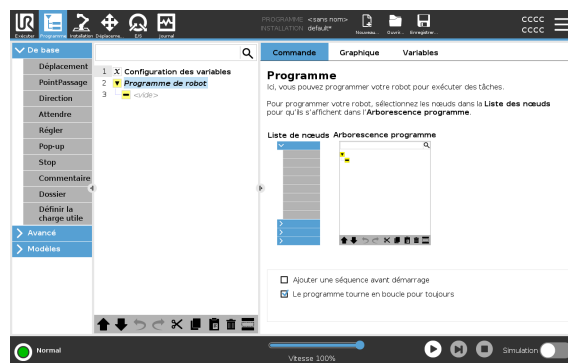 Exécuter Programme Installation Déplaceme... E/S Journal
PROGRAMME <sans nom>
INSTALLATION default*
Nouveau... Ouvrir... Enregistrer...
CCCC
CCCC
De base
Déplacement
PointPassage
Direction
Attendre
Régler
Pop-up
Stop
Commentaire
Dossier
Définir la
charge utile
Avancé
Modèles
1 X Configuration des variables
2 Programme de robot
3 <vide>
Commande Graphique Variables
Programme
Ici, vous pouvez programmer votre robot pour exécuter des tâches.
Pour programmer votre robot, sélectionnez les nœuds dans la Liste des nœuds
pour qu'ils s'affichent dans l'Arborescence programme.
Liste de nœuds Arborescence programme
Ajouter une séquence avant démarrage
Le programme tourne en boucle pour toujours
Normal
Vitesse 100%
Simulation